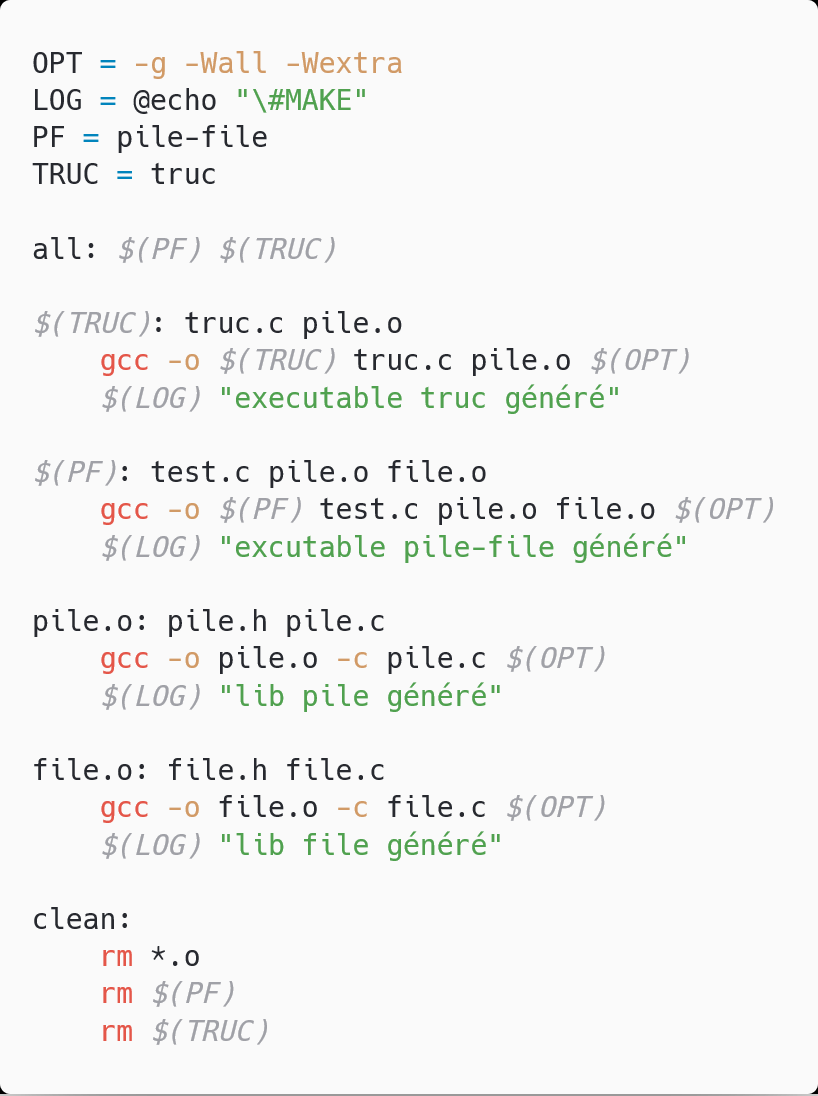 OPT = -g -Wall -Wextra
LOG = @echo "\#MAKE"
PF = pile-file
TRUC = truc

all: $(PF) $(TRUC)

$(TRUC): truc.c pile.o
    gcc -o $(TRUC) truc.c pile.o $(OPT)
    $(LOG) "executable truc généré"

$(PF): test.c pile.o file.o
    gcc -o $(PF) test.c pile.o file.o $(OPT)
    $(LOG) "excutable pile-file généré"

pile.o: pile.h pile.c
    gcc -o pile.o -c pile.c $(OPT)
    $(LOG) "lib pile généré"

file.o: file.h file.c
    gcc -o file.o -c file.c $(OPT)
    $(LOG) "lib file généré"

clean:
    rm *.o
    rm $(PF)
    rm $(TRUC)